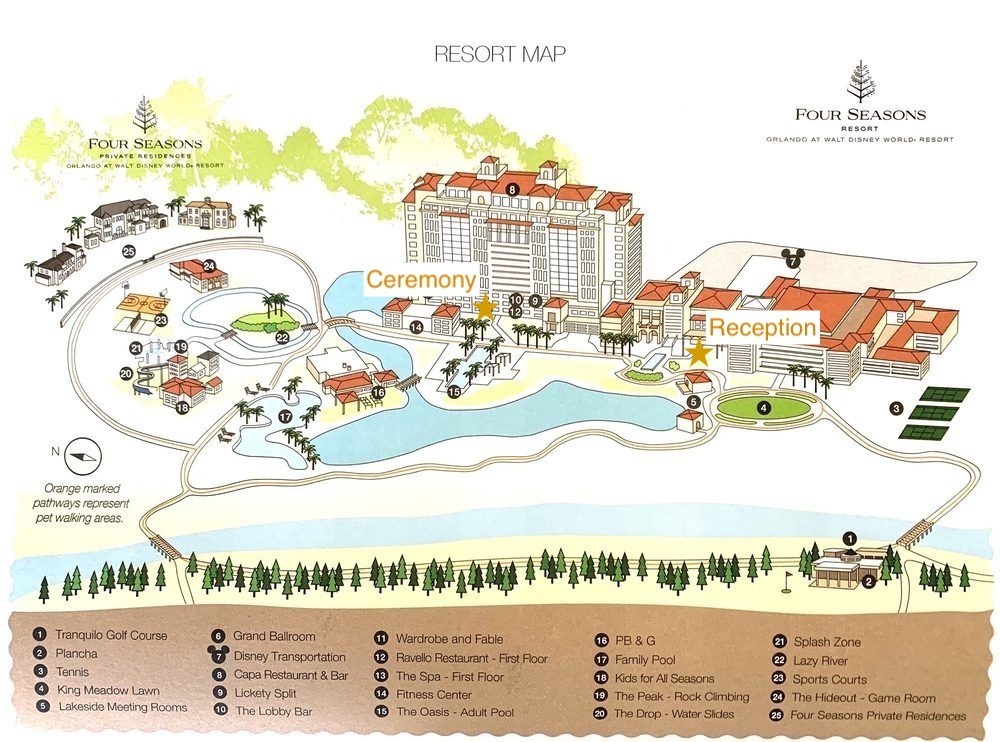 RESORT MAP
FOUR SEASONS
PRIVATE RESIDENCES
ORLANDO AT WALT DISNEY WORLD® RESORT
FOUR SEASONS
RESORT
ORLANDO AT WALT DISNEY WORLD® RESORT
8
25
24
7
Ceremony
10 9
12
14
23
22
Reception
21 19
20
18
17
16
15
5
4
3
N
Orange marked
pathways represent
pet walking areas.
1
2
1 Tranquilo Golf Course
2 Plancha
3 Tennis
4 King Meadow Lawn
5 Lakeside Meeting Rooms
6 Grand Ballroom
7 Disney Transportation
8 Capa Restaurant & Bar
9 Lickety Split
10 The Lobby Bar
11 Wardrobe and Fable
12 Ravello Restaurant - First Floor
13 The Spa - First Floor
14 Fitness Center
15 The Oasis - Adult Pool
16 PB & G
17 Family Pool
18 Kids for All Seasons
19 The Peak - Rock Climbing
20 The Drop - Water Slides
21 Splash Zone
22 Lazy River
23 Sports Courts
24 The Hideout - Game Room
25 Four Seasons Private Residences